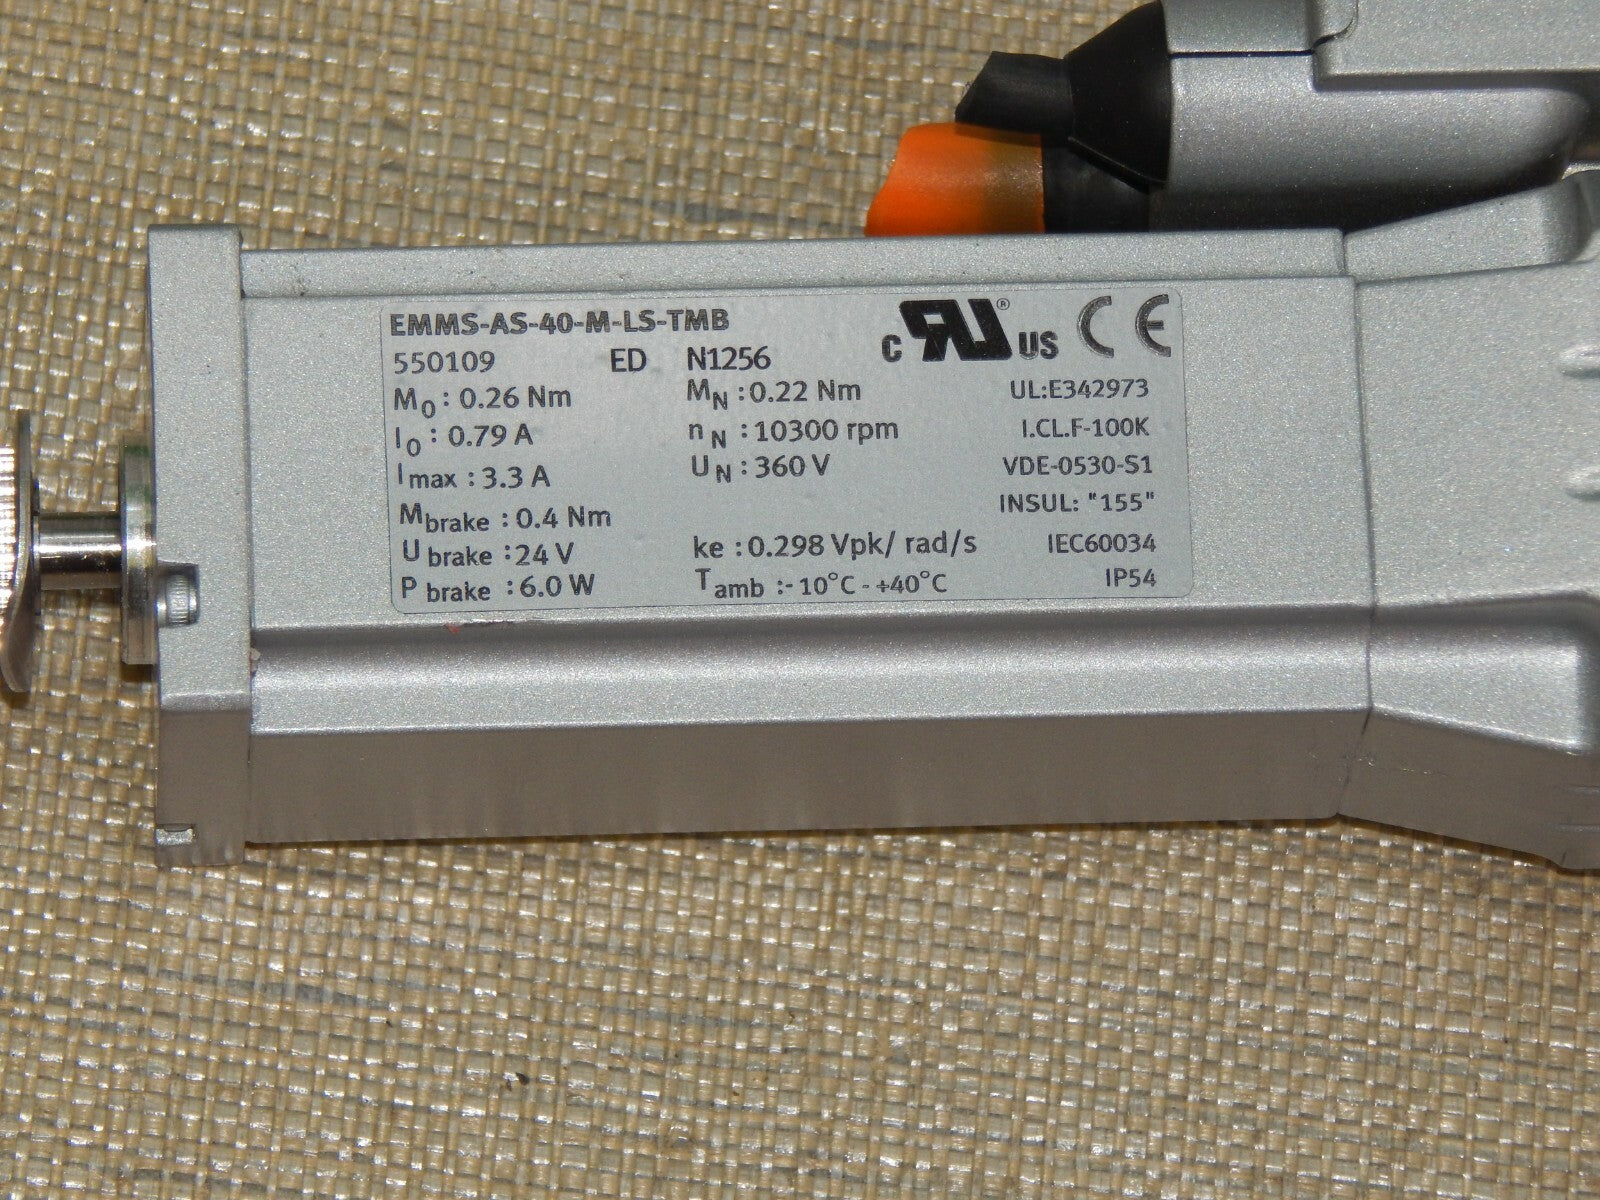 EMMS-AS-40-M-LS-TMB
c RU ® US CE
550109 ED N1256
M0 : 0.26 Nm MN : 0.22 Nm UL:E342973
I0 : 0.79 A nN : 10300 rpm I.CL.F-100K
Imax : 3.3 A UN : 360 V VDE-0530-S1
Mbrake : 0.4 Nm INSUL: "155"
Ubrake : 24 V ke : 0.298 Vpk/ rad/s IEC60034
Pbrake : 6.0 W Tamb :- 10°C - +40°C IP54